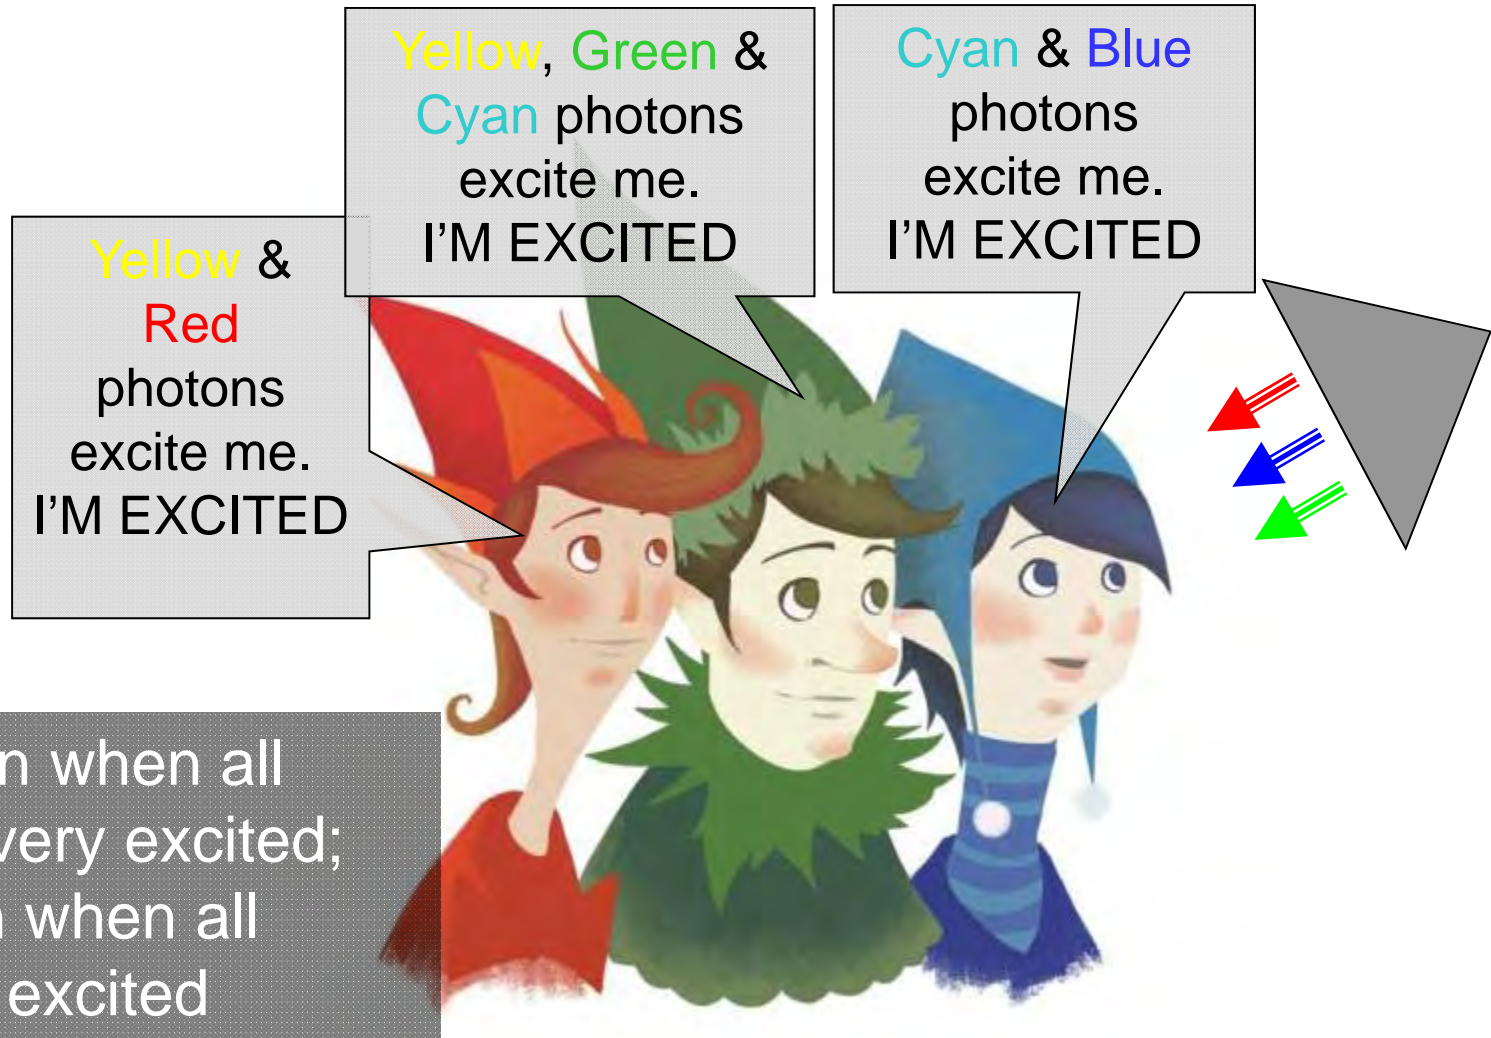 Yellow &
Red
photons
excite me.
I'M EXCITED
Yellow, Green &
Cyan photons
excite me.
I'M EXCITED
Cyan & Blue
photons
excite me.
I'M EXCITED
when all
very excited;
when all
excited